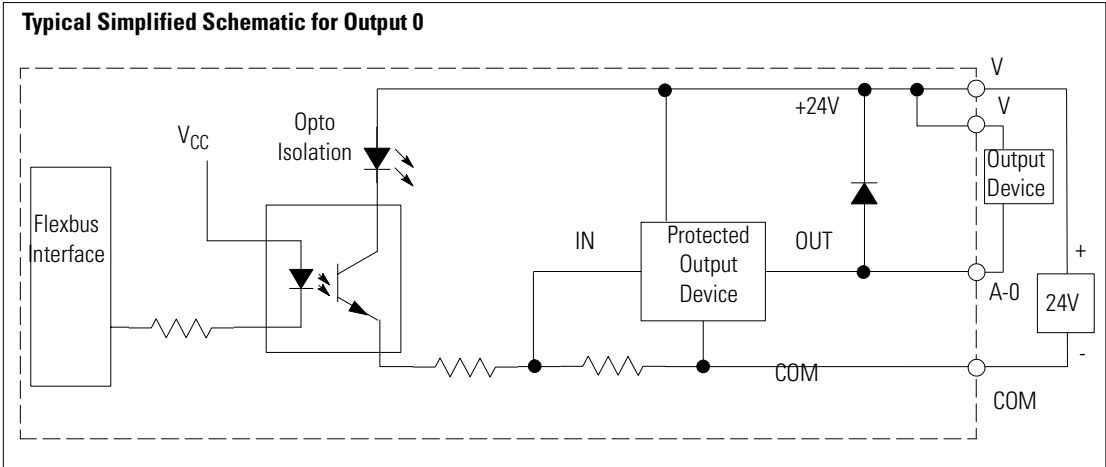 Typical Simplified Schematic for Output 0
V
+24V
V
Opto
Isolation
VCC
Output
Device
Flexbus
Interface
IN
Protected
Output
Device
OUT
+
A-0
24V
-
COM
COM